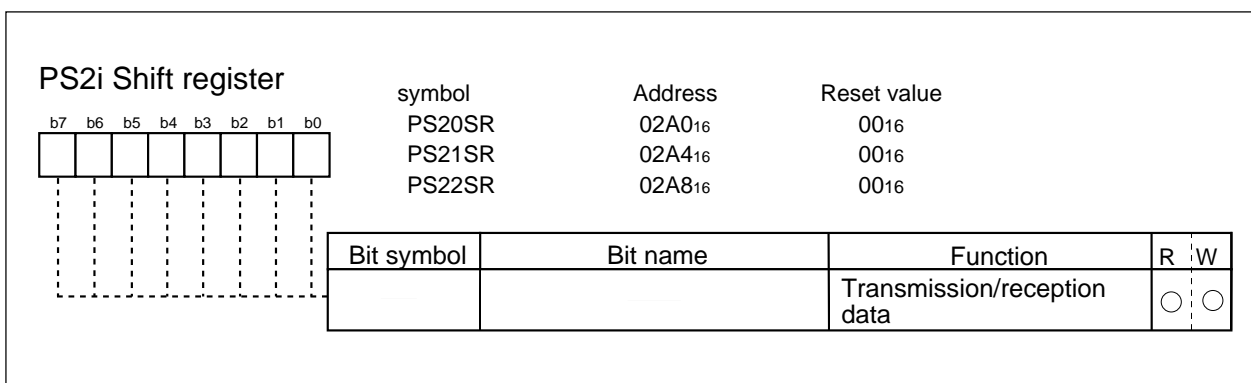 PS2i Shift register
symbol Address Reset value
b7 b6 b5 b4 b3 b2 b1 b0
PS20SR 02A016 0016
PS21SR 02A416 0016
PS22SR 02A816 0016
Bit symbol Bit name Function R W
Transmission/reception
data